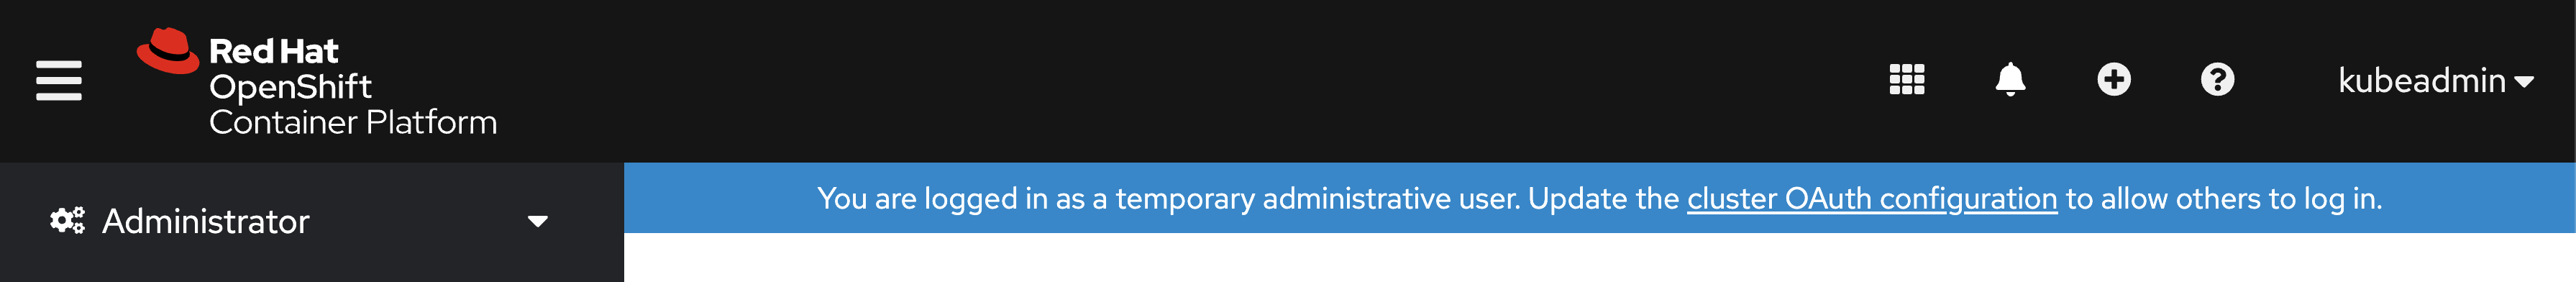 Red Hat
OpenShift
Container Platform
kubeadmin
Administrator
You are logged in as a temporary administrative user. Update the cluster OAuth configuration to allow others to log in.